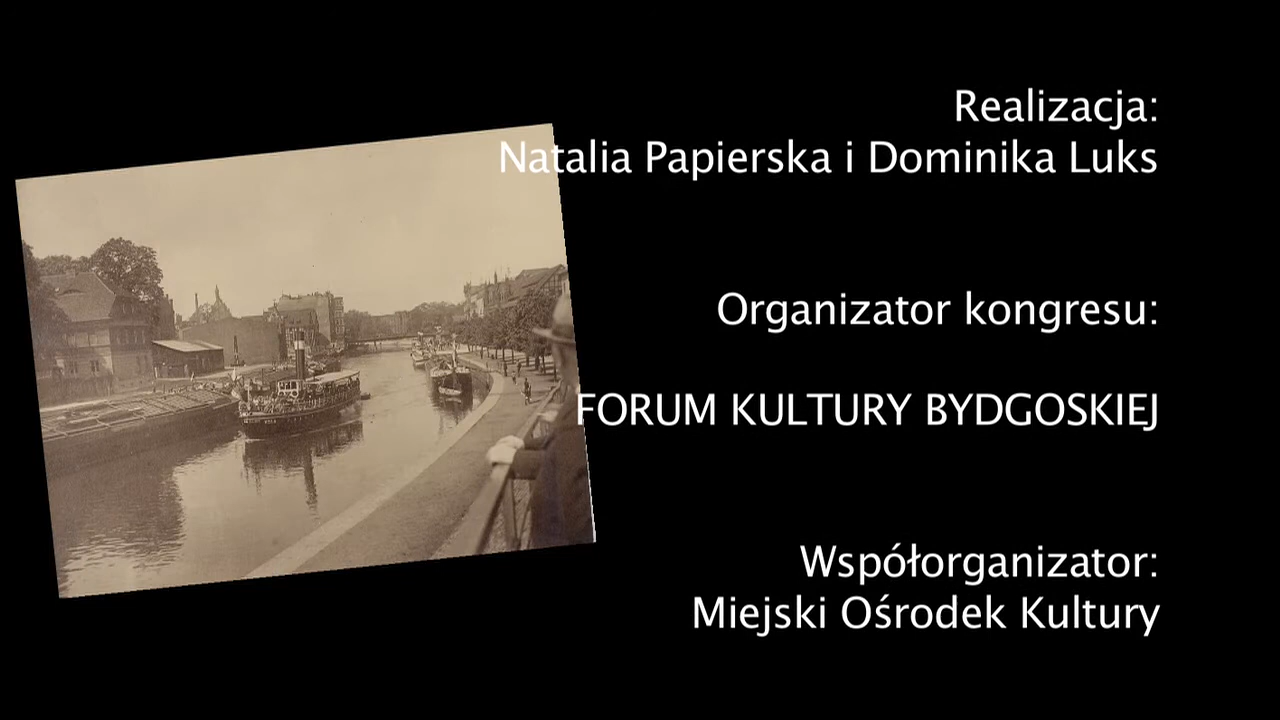 Realizacja:
Natalia Papierska i Dominika Luks
Organizator kongresu:
FORUM KULTURY BYDGOSKIEJ
Współorganizator:
Miejski Ośrodek Kultury